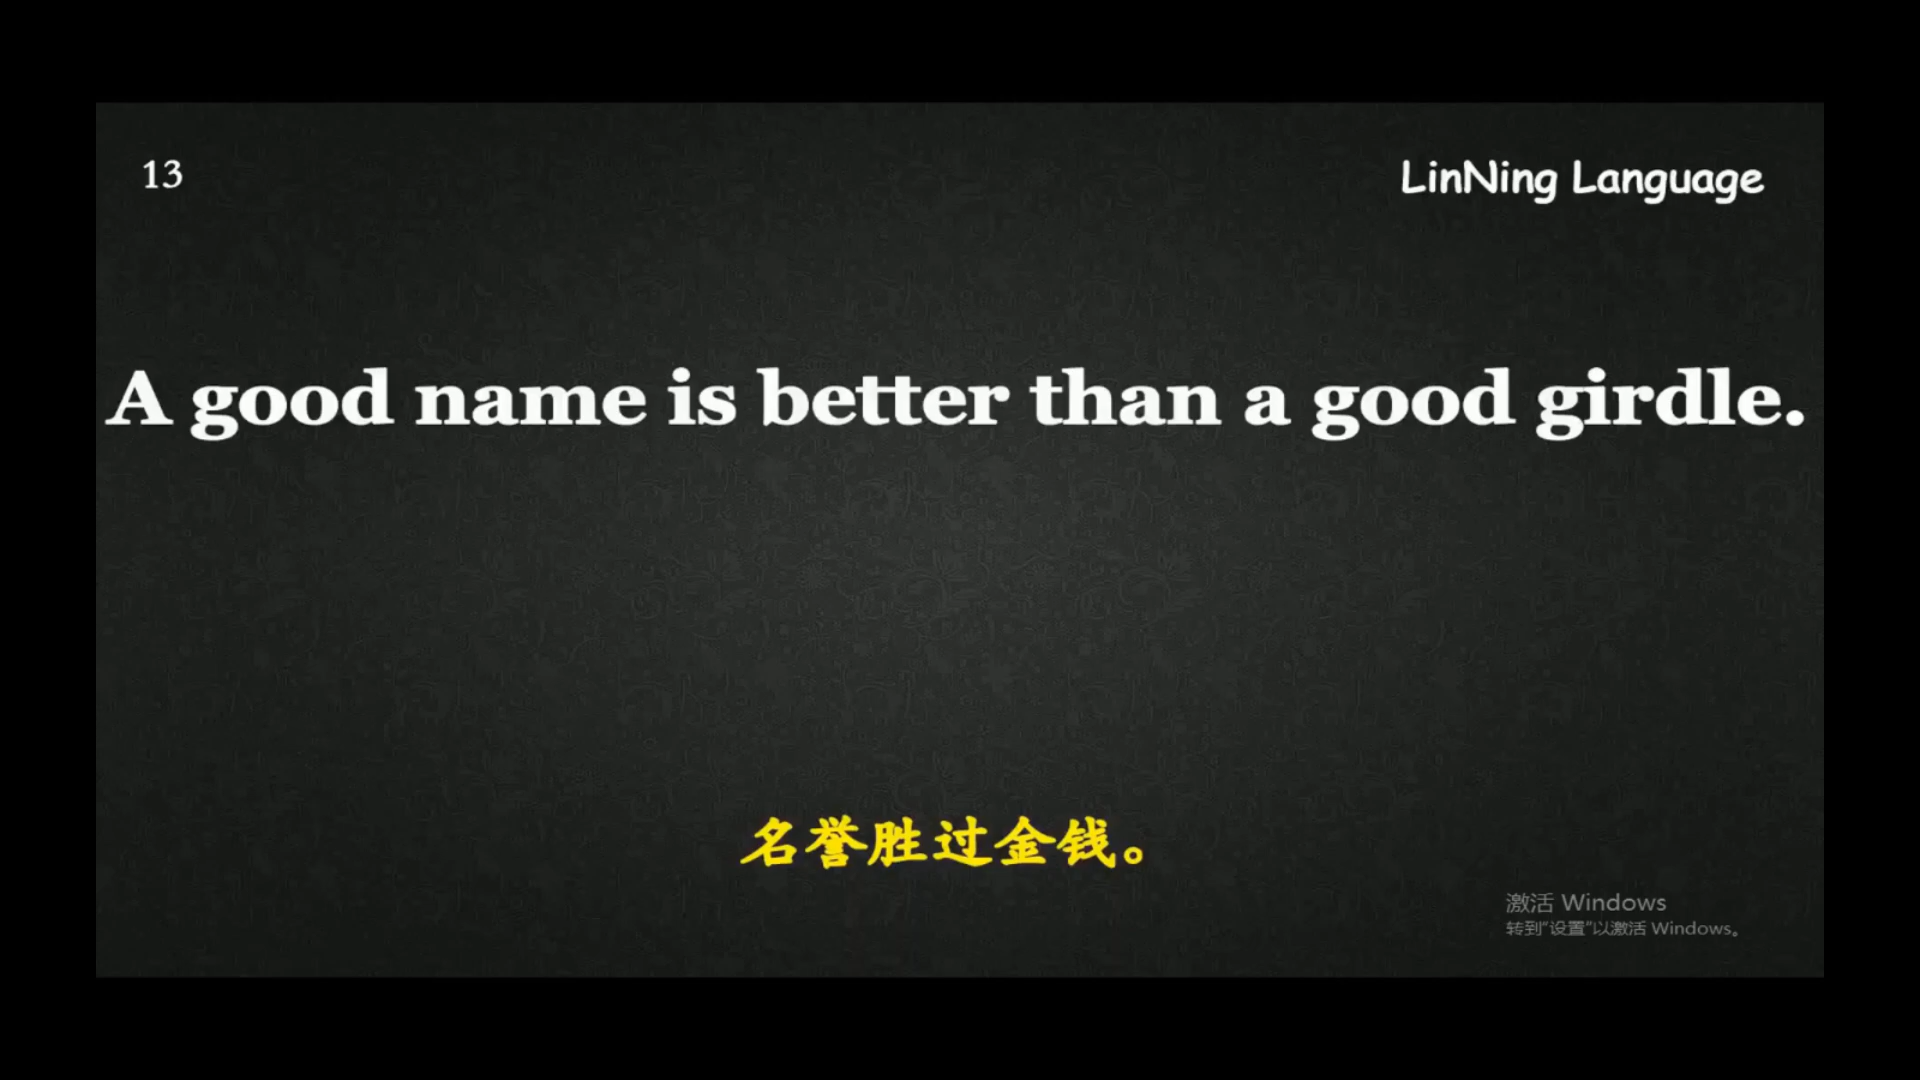 13
LinNing Language
A good name is better than a good girdle.
名誉胜过金钱。
激活 Windows
转到“设置”以激活 Windows。